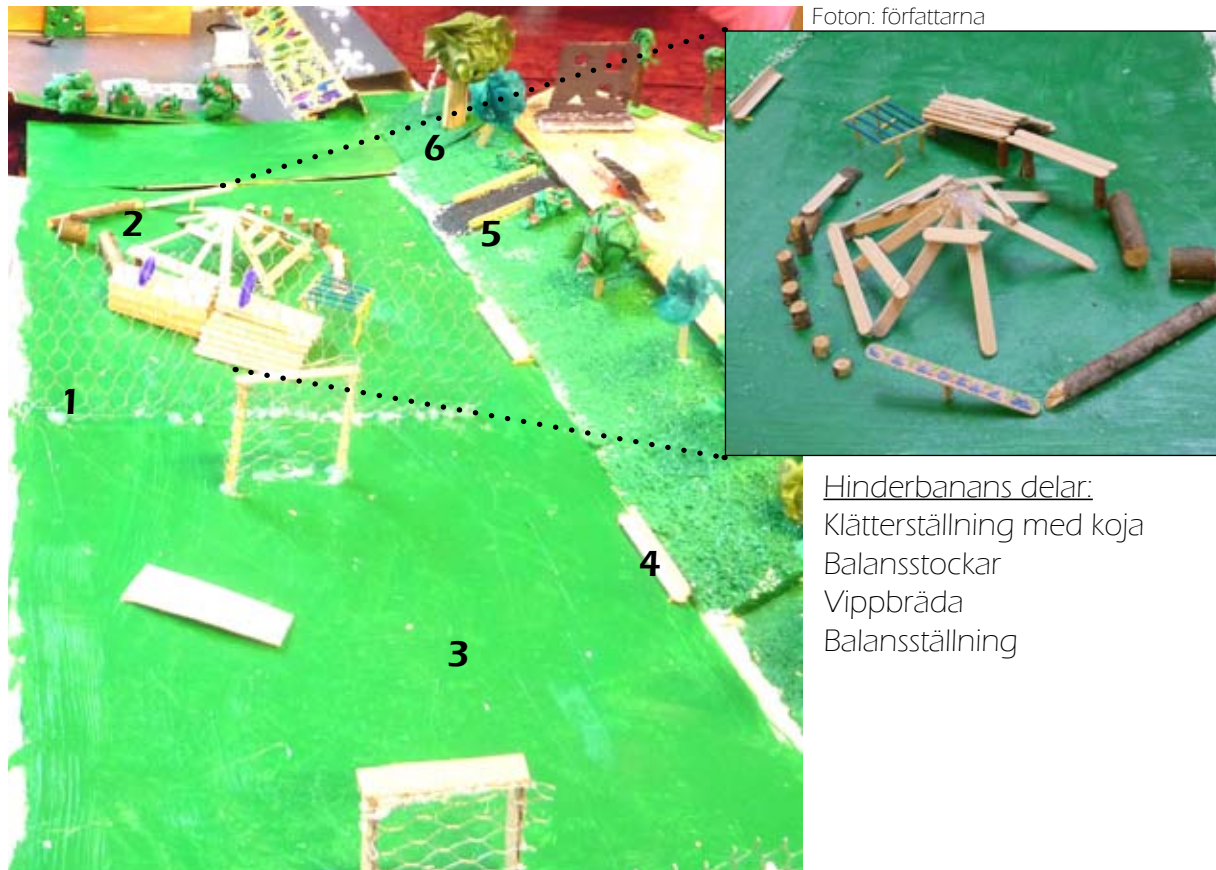 Foton: författarna
6
2
5
1
4
3
Hinderbanans delar:
Klätterställning med koja
Balansstockar
Vippbräda
Balansställning